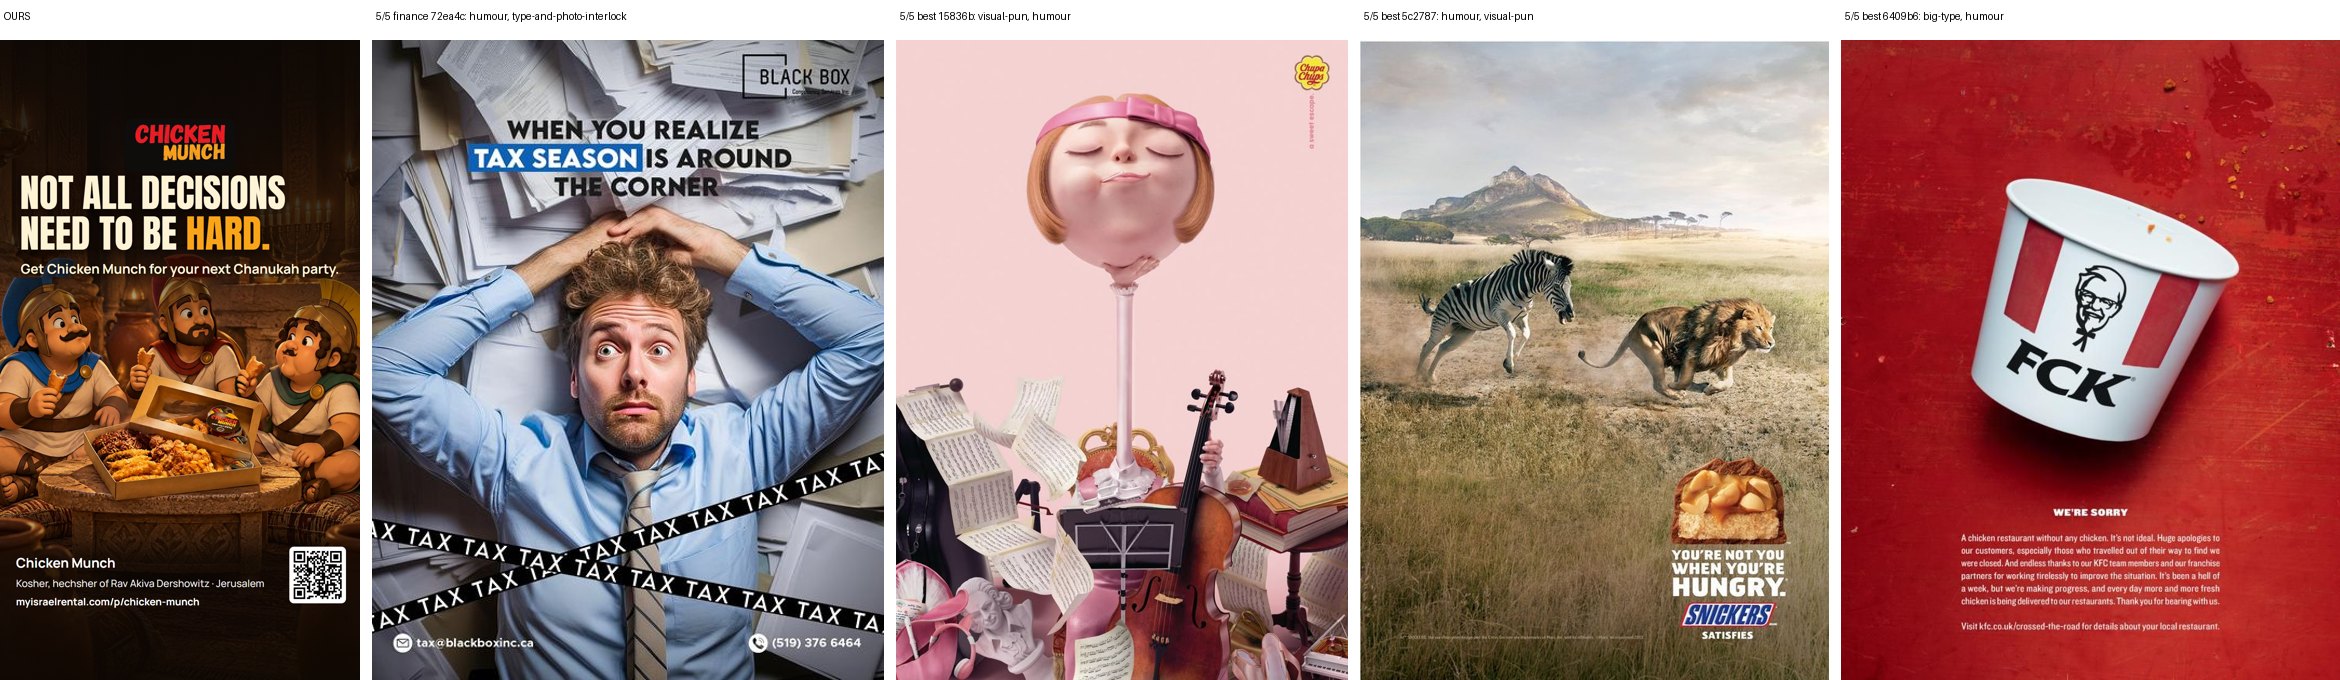 OURS
CHICKEN
MUNCH
NOT ALL DECISIONS
NEED TO BE HARD.
Get Chicken Munch for your next Chanukah party.
Chicken Munch
Kosher, hechsher of Rav Akiva Dershowitz · Jerusalem
myisraelrental.com/p/chicken-munch
5/5 finance 72ea4c: humour, type-and-photo-interlock
BLACK BOX
WHEN YOU REALIZE
TAX SEASON IS AROUND
THE CORNER
TAX TAX TAX TAX TAX TAX TAX TAX TAX
TAX TAX TAX TAX TAX TAX TAX TAX TAX
tax@blackboxinc.ca
(519) 376 6464
5/5 best 15836b: visual-pun, humour
Chupa
Chups
a sweet escape.
5/5 best 5c2787: humour, visual-pun
YOU'RE NOT YOU
WHEN YOU'RE
HUNGRY.
SNICKERS
SATISFIES
5/5 best 6409b6: big-type, humour
FCK
WE'RE SORRY
A chicken restaurant without any chicken. It's not ideal. Huge apologies to
our customers, especially those who travelled out of their way to find we
were closed. And endless thanks to our KFC team members and our franchise
partners for working tirelessly to improve the situation. It's been a hell of
a week, but we're making progress, and every day more and more fresh
chicken is being delivered to our restaurants. Thank you for bearing with us.
Visit kfc.co.uk/crossed-the-road for details about your local restaurant.